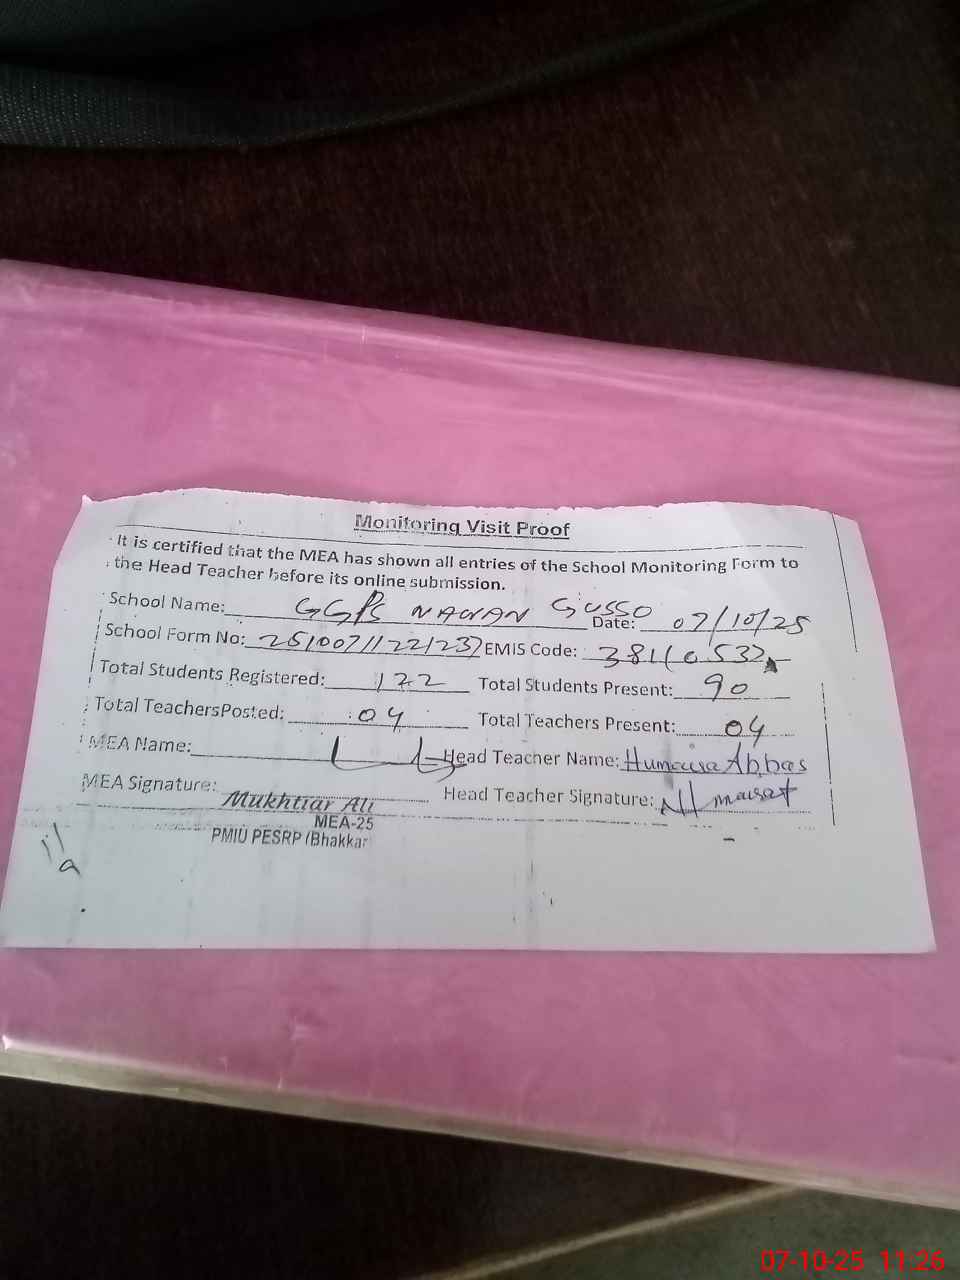 Monitoring Visit Proof
It is certified that the MEA has shown all entries of the School Monitoring Form to
the Head Teacher before its online submission.
School Name: GGPS NAWAN GUSSO Date: 07/10/25
School Form No: EMIS Code:
Total Students Registered: 122 Total Students Present: 90
Total TeachersPosted: 04 Total Teachers Present: 04
MEA Name: Head Teacher Name: Abbas
MEA Signature: Head Teacher Signature:
Mukhtiar Ali
MEA-25
PMIU PESRP (Bhakkar
07-10-25 11:26